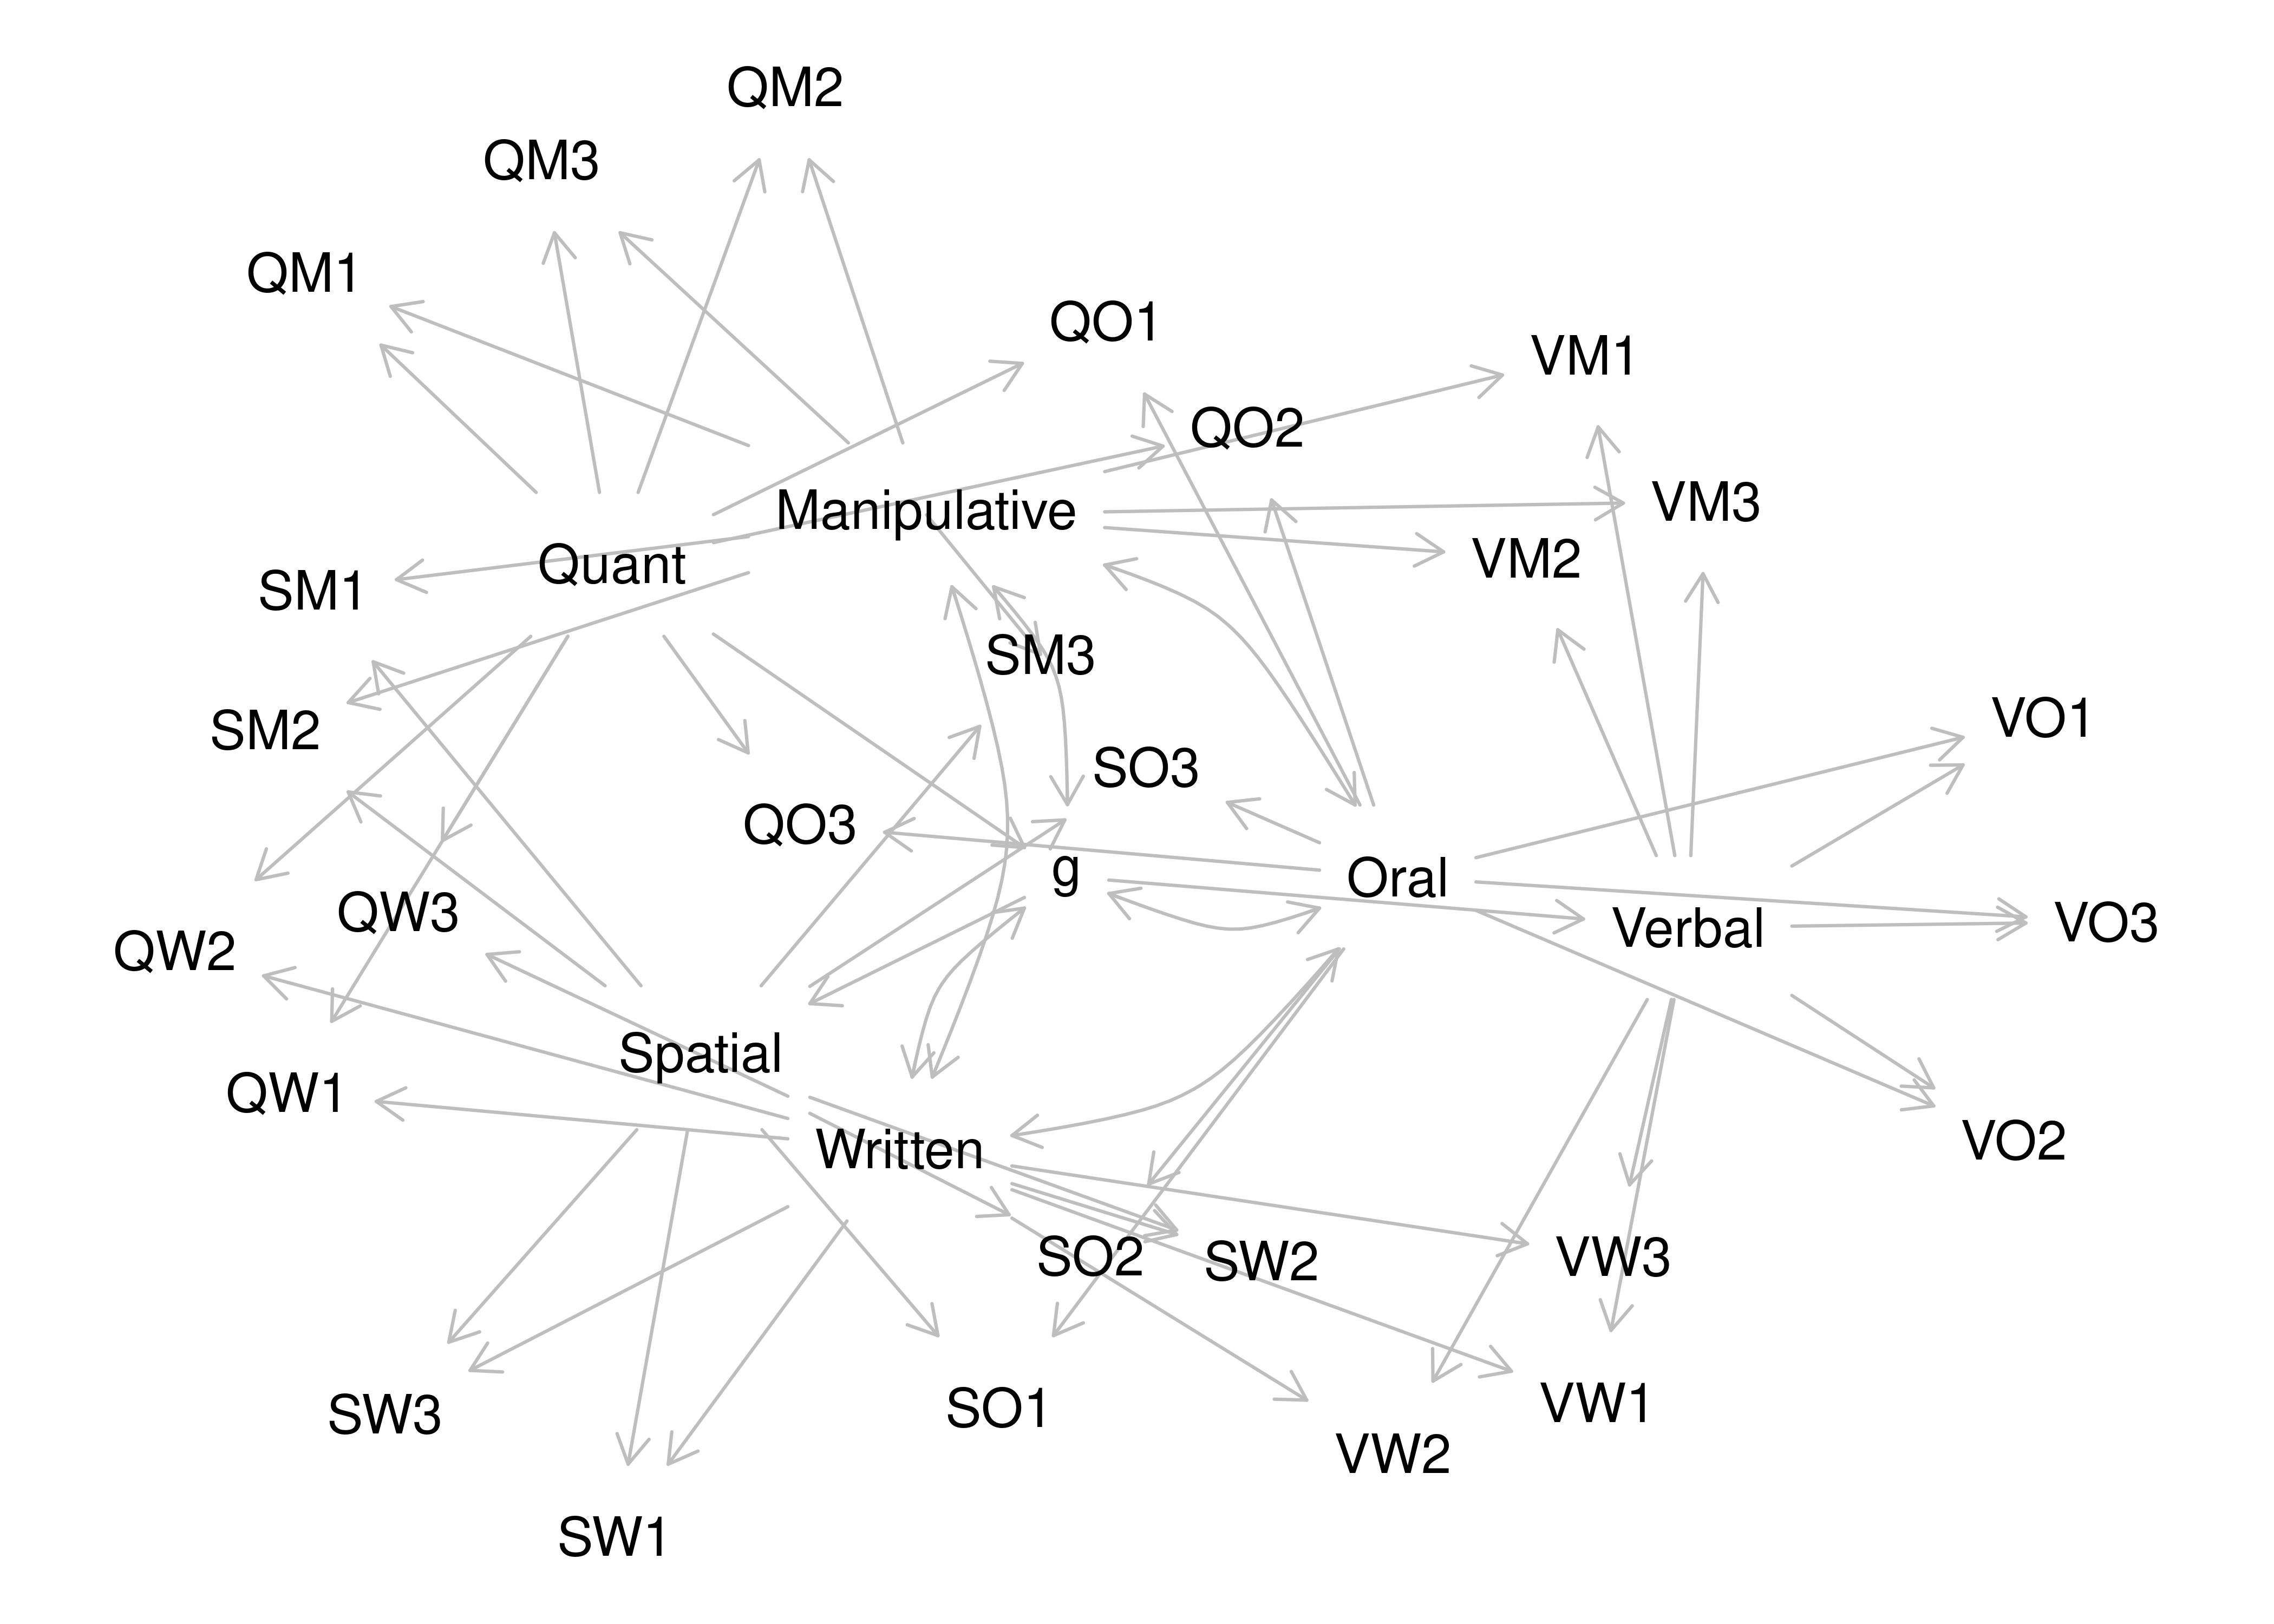 QM2
QM3
QM1
QO1
VM1
QO2
VM3
Manipulative
VM2
Quant
SM1
SM3
VO1
SM2
SO3
QO3
g
Oral
QW3
VO3
Verbal
QW2
Spatial
QW1
VO2
Written
SO2
SW2
VW3
VW1
SO1
SW3
VW2
SW1